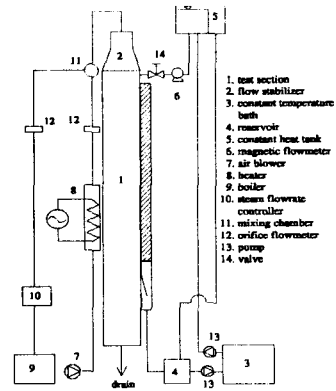 14
5
2
11
6
12
12
1. test section
2. flow stabilizer
3. constant temperature
bath
4. reservoir
5. constant heat tank
6. magnetic flowmeter
7. air blower
8. heater
9. boiler
10. steam flowrate
controller
11. mixing chamber
12. orifice flowmeter
13. pump
14. valve
1
8
10
7
13
9
4
3
drain
13